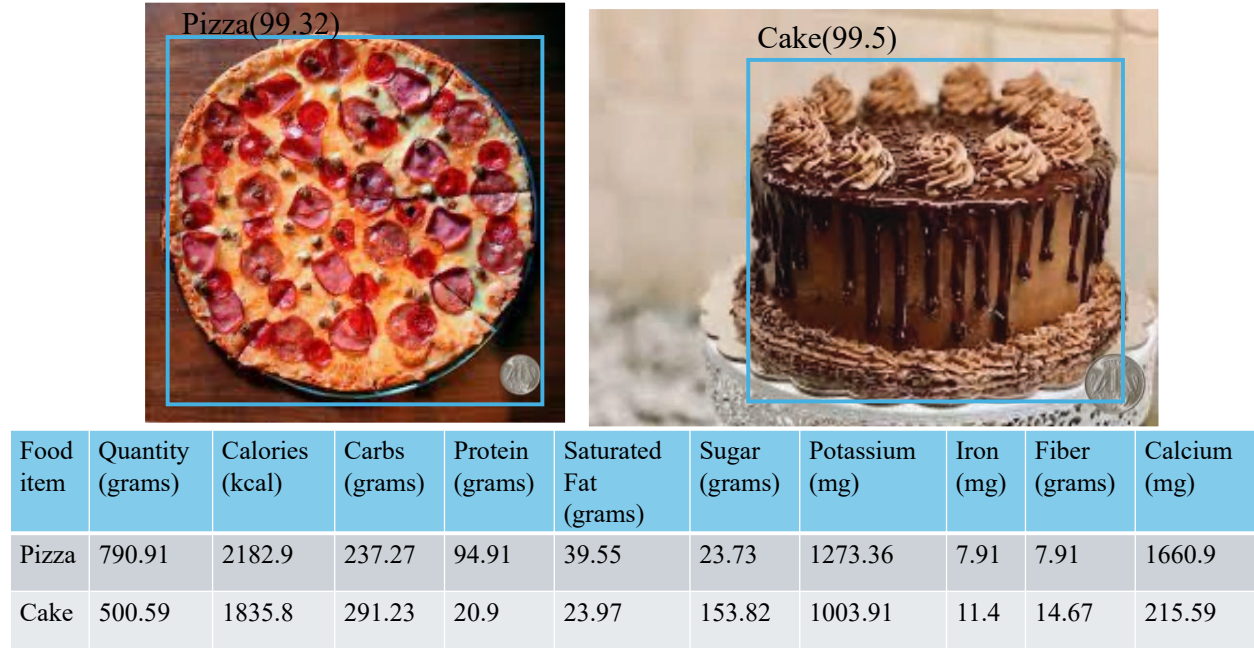 Pizza(99.32)
Cake(99.5)
Food item Quantity (grams) Calories (kcal) Carbs (grams) Protein (grams) Saturated Fat (grams) Sugar (grams) Potassium (mg) Iron (mg) Fiber (grams) Calcium (mg)
Pizza 790.91 2182.9 237.27 94.91 39.55 23.73 1273.36 7.91 7.91 1660.9
Cake 500.59 1835.8 291.23 20.9 23.97 153.82 1003.91 11.4 14.67 215.59